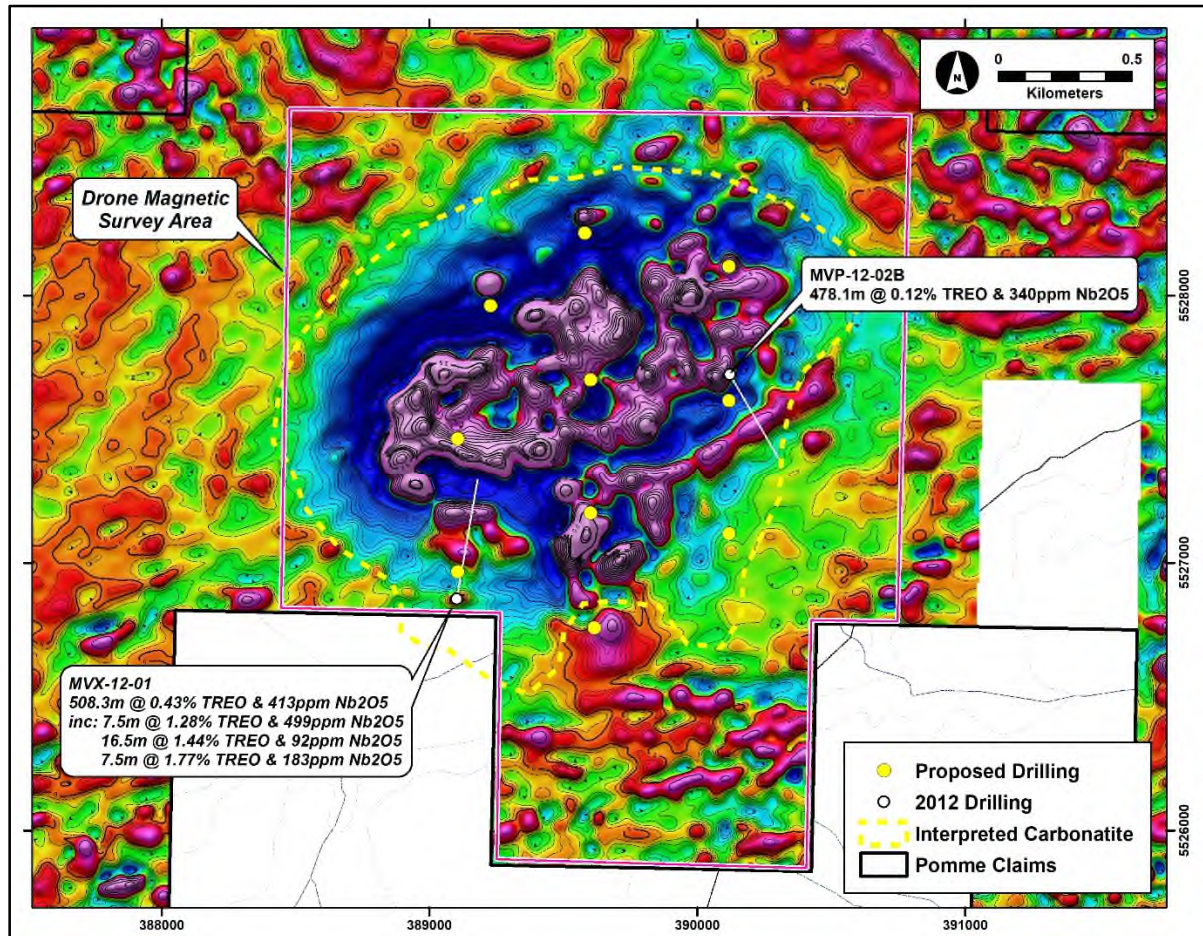 N
0 0.5
Kilometers
Drone Magnetic
Survey Area
MVP-12-02B
478.1m @ 0.12% TREO & 340ppm Nb2O5
5528000
5527000
5526000
MVX-12-01
508.3m @ 0.43% TREO & 413ppm Nb2O5
inc: 7.5m @ 1.28% TREO & 499ppm Nb2O5
16.5m @ 1.44% TREO & 92ppm Nb2O5
7.5m @ 1.77% TREO & 183ppm Nb2O5
Proposed Drilling
2012 Drilling
Interpreted Carbonatite
Pomme Claims
388000 389000 390000 391000